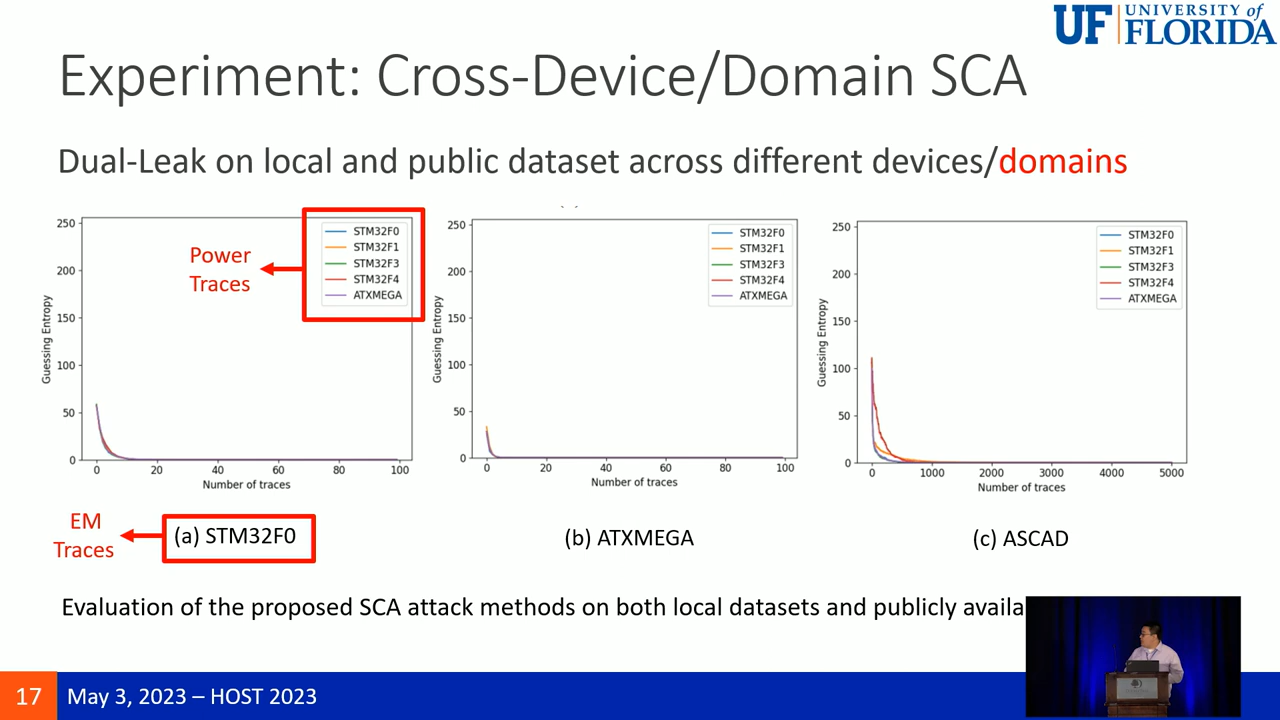 UF UNIVERSITY of FLORIDA
Experiment: Cross-Device/Domain SCA
Dual-Leak on local and public dataset across different devices/domains
Power Traces
EM Traces
250
200
150
100
50
0
Guessing Entropy
0 20 40 60 80 100
Number of traces
STM32F0
STM32F1
STM32F3
STM32F4
ATXMEGA
(a) STM32F0
250
200
150
100
50
0
Guessing Entropy
0 20 40 60 80 100
Number of traces
STM32F0
STM32F1
STM32F3
STM32F4
ATXMEGA
(b) ATXMEGA
250
200
150
100
50
0
Guessing Entropy
0 1000 2000 3000 4000 5000
Number of traces
STM32F0
STM32F1
STM32F3
STM32F4
ATXMEGA
(c) ASCAD
Evaluation of the proposed SCA attack methods on both local datasets and publicly availa
17
May 3, 2023 – HOST 2023